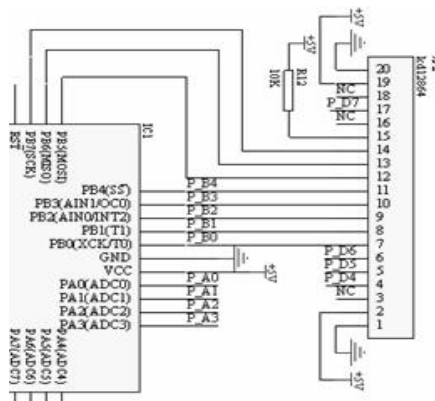 +5V
+5V
lcd12864
R12
10K
20
19
NC
18
P_D7
17
NC
16
15
14
13
12
11
10
9
8
7
P_D6
6
P_D5
5
P_D4
4
NC
3
2
1
+5V
IC1
RST
PB7(SCK)
PB6(MISO)
PB5(MOSI)
PB4(SS)
PB3(AIN1/OC0)
PB2(AIN0/INT2)
PB1(T1)
PB0(XCK/T0)
GND
VCC
PA0(ADC0)
PA1(ADC1)
PA2(ADC2)
PA3(ADC3)
P_B4
P_B3
P_B2
P_B1
P_B0
+5V
P_A0
P_A1
P_A2
P_A3
PA7(ADC7)
PA6(ADC6)
PA5(ADC5)
PA4(ADC4)